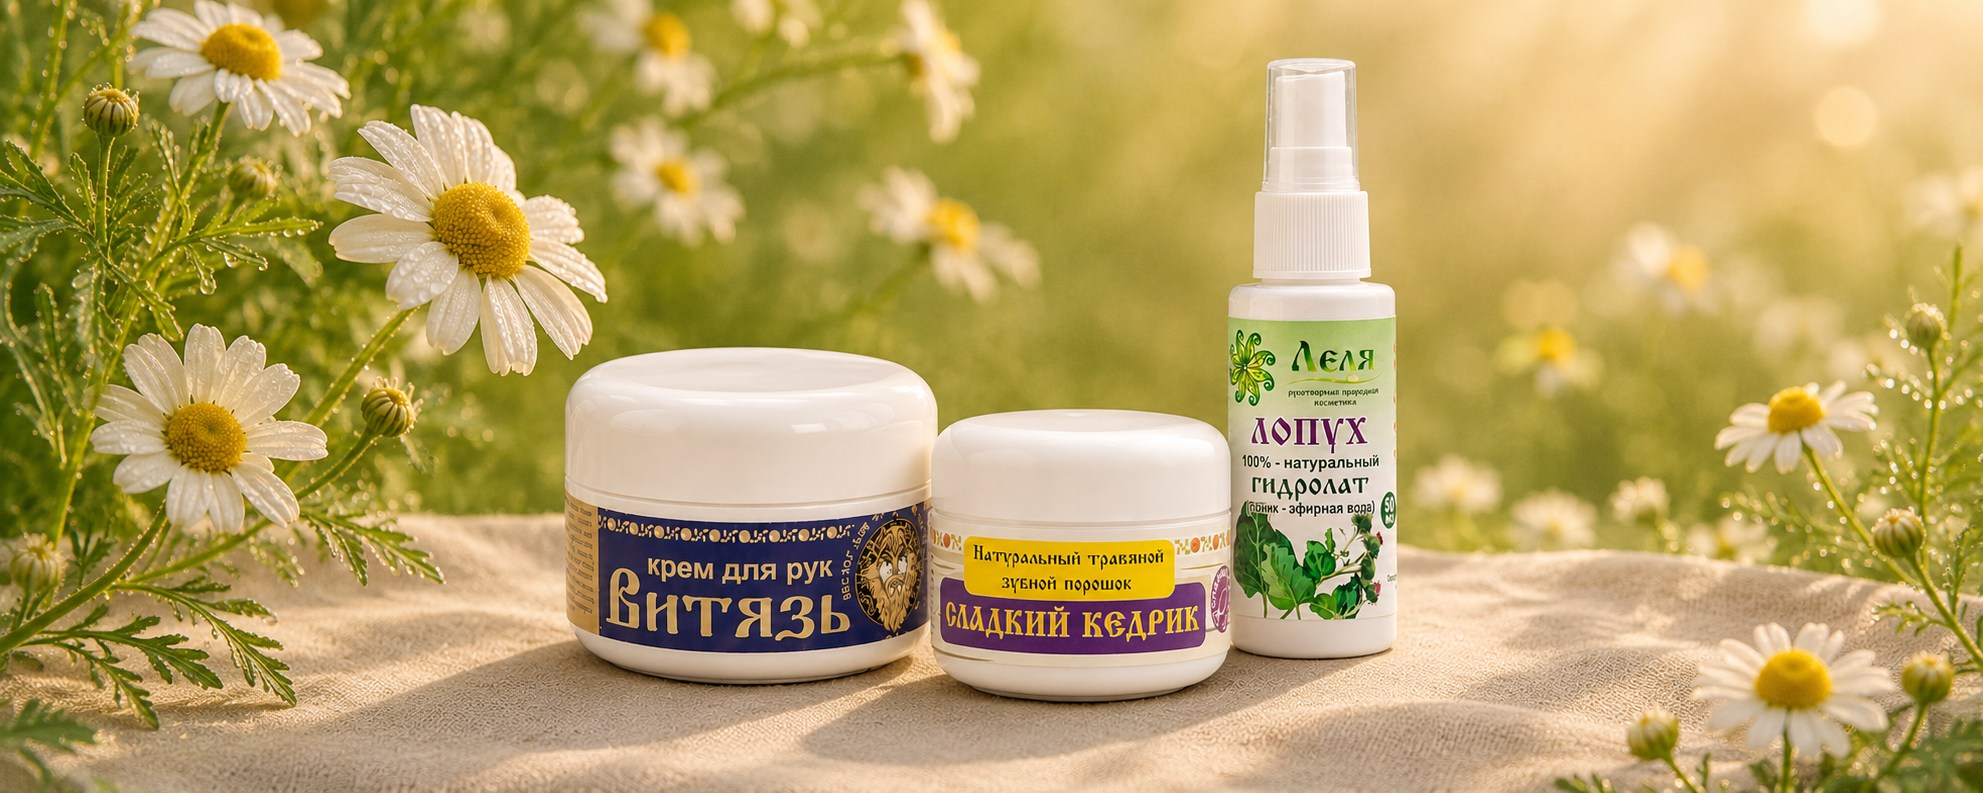 крем для рук
Витязь
Натуральный травяной
зубной порошок
СЛАДКИЙ КЕДРИК
Леля
рукотворная природная
косметика
ЛОПУХ
100% - натуральный
гидролат
эфирная вода)
50